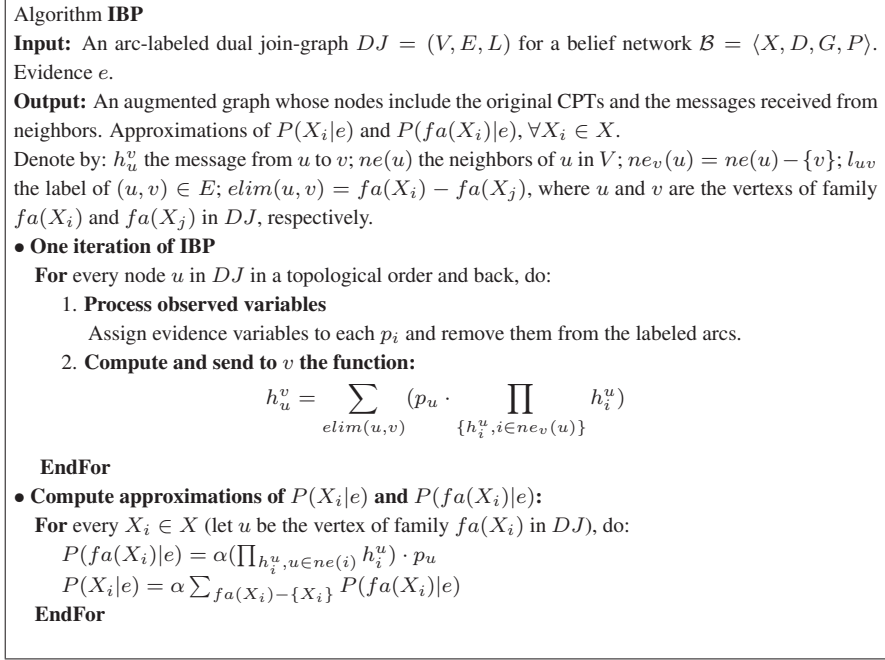 Algorithm IBP
Input: An arc-labeled dual join-graph DJ = (V, E, L) for a belief network B = ⟨X, D, G, P⟩.
Evidence e.
Output: An augmented graph whose nodes include the original CPTs and the messages received from
neighbors. Approximations of P(X_i|e) and P(fa(X_i)|e), ∀X_i ∈ X.
Denote by: h_u^v the message from u to v; ne(u) the neighbors of u in V; ne_v(u) = ne(u) − {v}; l_{uv}
the label of (u, v) ∈ E; elim(u, v) = fa(X_i) − fa(X_j), where u and v are the vertexs of family
fa(X_i) and fa(X_j) in DJ, respectively.
• One iteration of IBP
For every node u in DJ in a topological order and back, do:
1. Process observed variables
Assign evidence variables to each p_i and remove them from the labeled arcs.
2. Compute and send to v the function:
h_u^v = ∑_{elim(u,v)} (p_u · ∏_{{h_i^u, i∈ne_v(u)}} h_i^u)
EndFor
• Compute approximations of P(X_i|e) and P(fa(X_i)|e):
For every X_i ∈ X (let u be the vertex of family fa(X_i) in DJ), do:
P(fa(X_i)|e) = α(∏_{h_i^u, u∈ne(i)} h_i^u) · p_u
P(X_i|e) = α ∑_{fa(X_i)−{X_i}} P(fa(X_i)|e)
EndFor